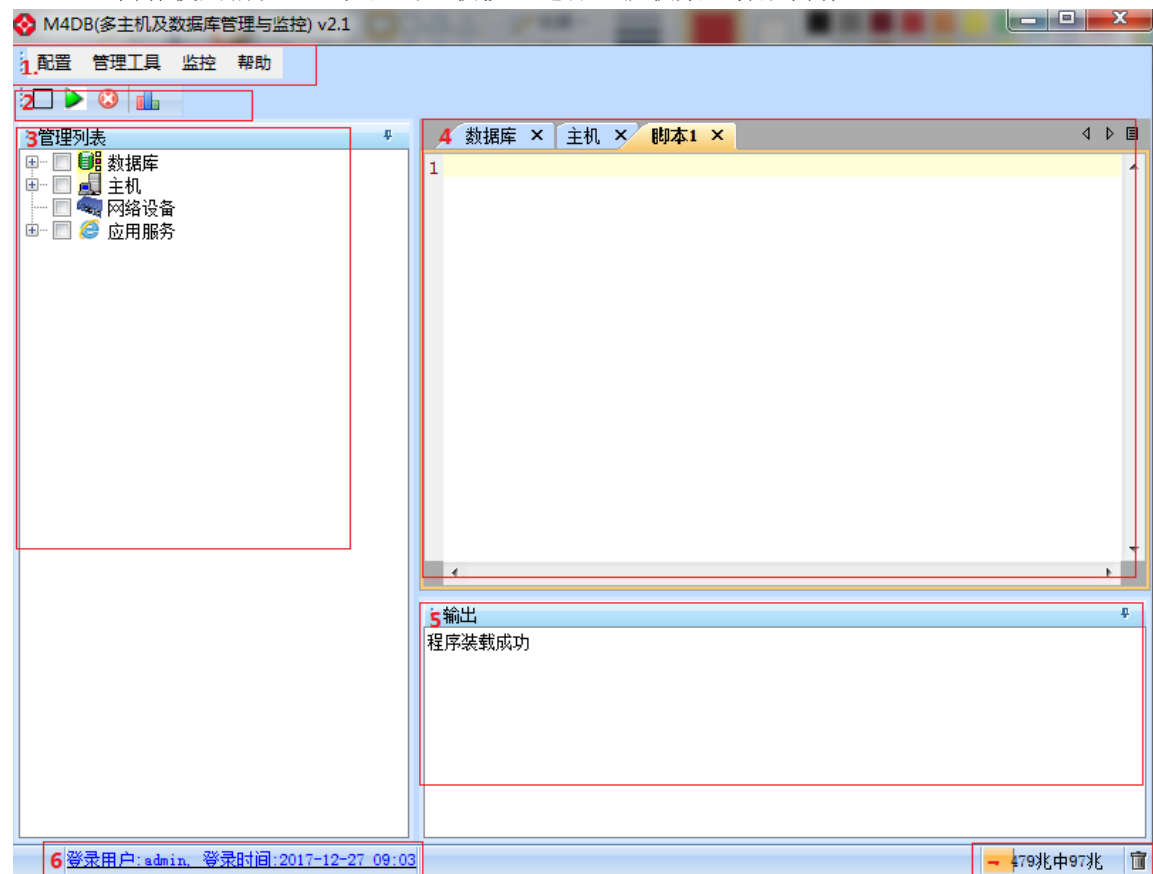 M4DB(多主机及数据库管理与监控) v2.1
1. 配置 管理工具 监控 帮助
2
3 管理列表
4 数据库 主机 脚本1
数据库
主机
网络设备
应用服务
1
5 输出
程序装载成功
6 登录用户:admin, 登录时间:2017-12-27 09:03
479兆中97兆